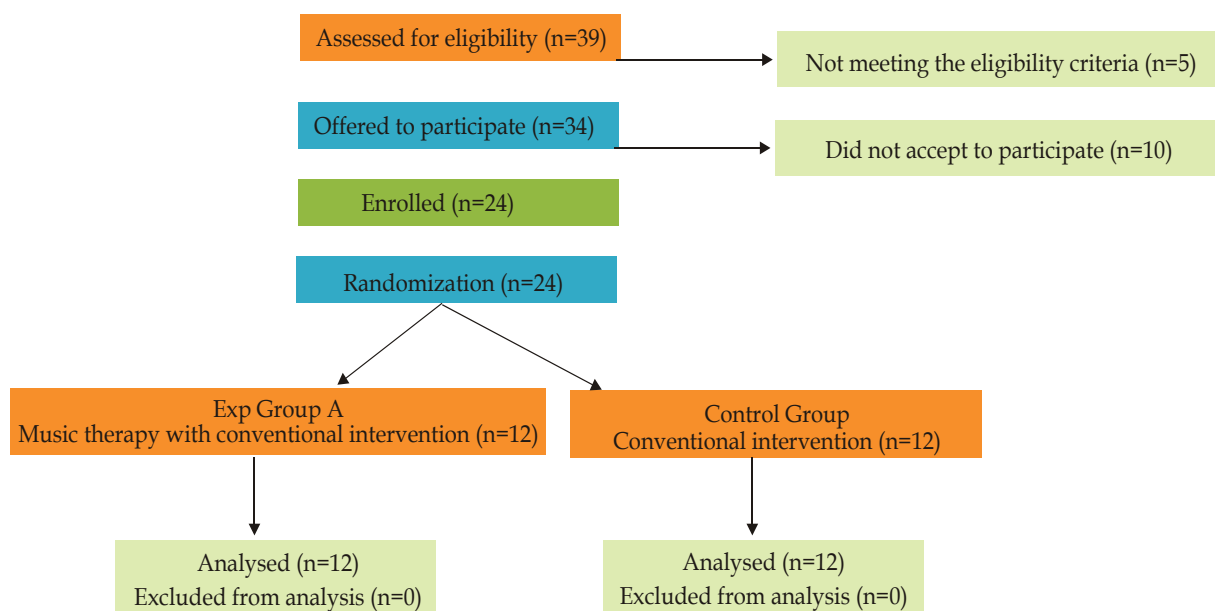 Assessed for eligibility (n=39)
Not meeting the eligibility criteria (n=5)
Offered to participate (n=34)
Did not accept to participate (n=10)
Enrolled (n=24)
Randomization (n=24)
Exp Group A
Music therapy with conventional intervention (n=12)
Control Group
Conventional intervention (n=12)
Analysed (n=12)
Excluded from analysis (n=0)
Analysed (n=12)
Excluded from analysis (n=0)